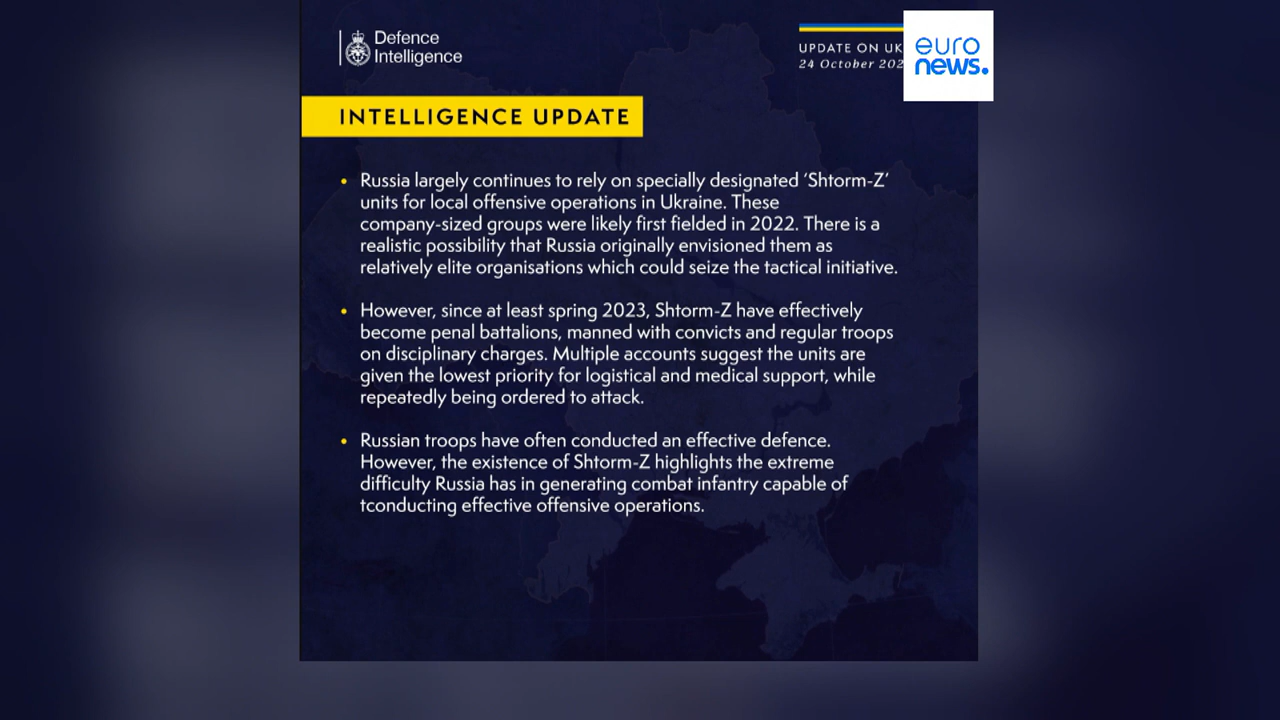 Defence
Intelligence
UPDATE ON UK
24 October 202
euro
news.
INTELLIGENCE UPDATE
• Russia largely continues to rely on specially designated ‘Shtorm-Z’
units for local offensive operations in Ukraine. These
company-sized groups were likely first fielded in 2022. There is a
realistic possibility that Russia originally envisioned them as
relatively elite organisations which could seize the tactical initiative.
• However, since at least spring 2023, Shtorm-Z have effectively
become penal battalions, manned with convicts and regular troops
on disciplinary charges. Multiple accounts suggest the units are
given the lowest priority for logistical and medical support, while
repeatedly being ordered to attack.
• Russian troops have often conducted an effective defence.
However, the existence of Shtorm-Z highlights the extreme
difficulty Russia has in generating combat infantry capable of
tconducting effective offensive operations.